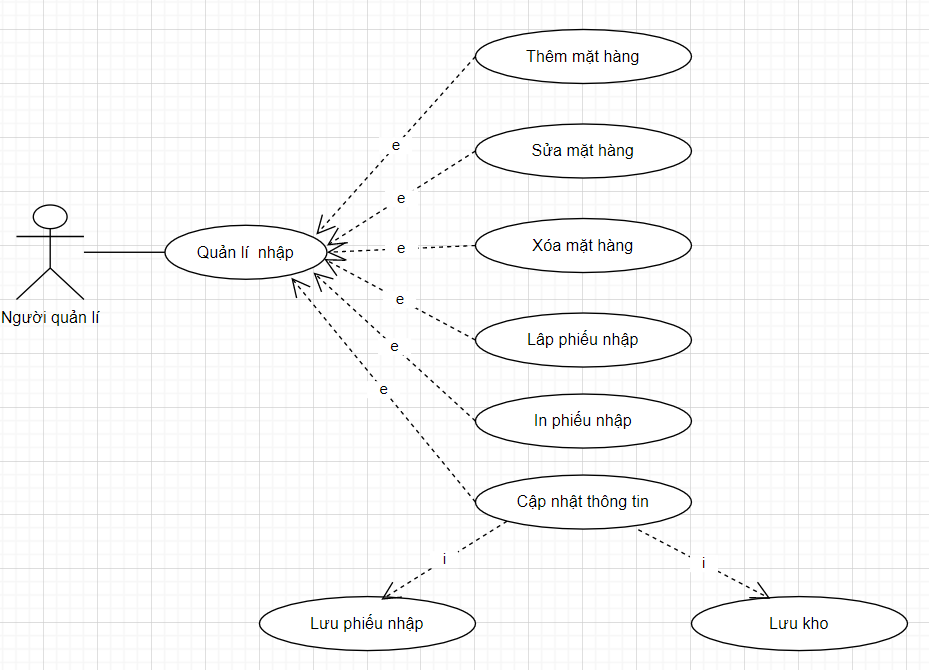 Thêm mặt hàng
e
Sửa mặt hàng
e
Quản lí  nhập
e
Xóa mặt hàng
Người quản lí
e
Lâp phiếu nhập
e
In phiếu nhập
e
Cập nhật thông tin
i
i
Lưu phiếu nhập
Lưu kho